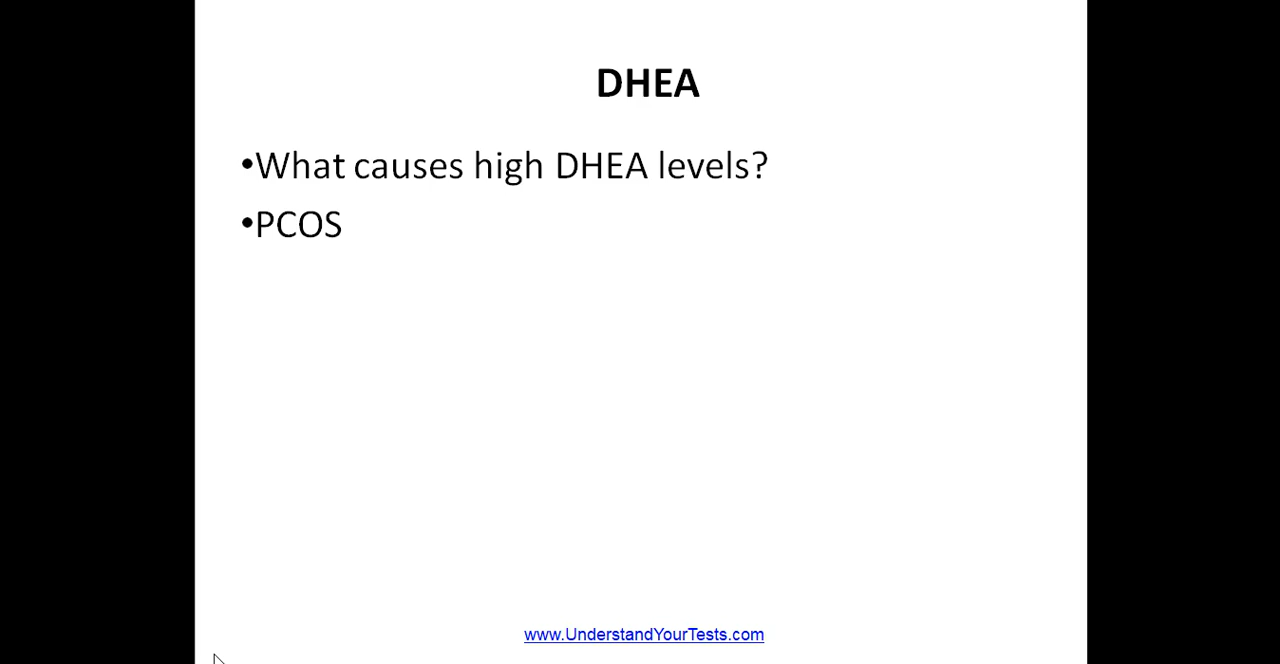 DHEA
•What causes high DHEA levels?
•PCOS
www.UnderstandYourTests.com